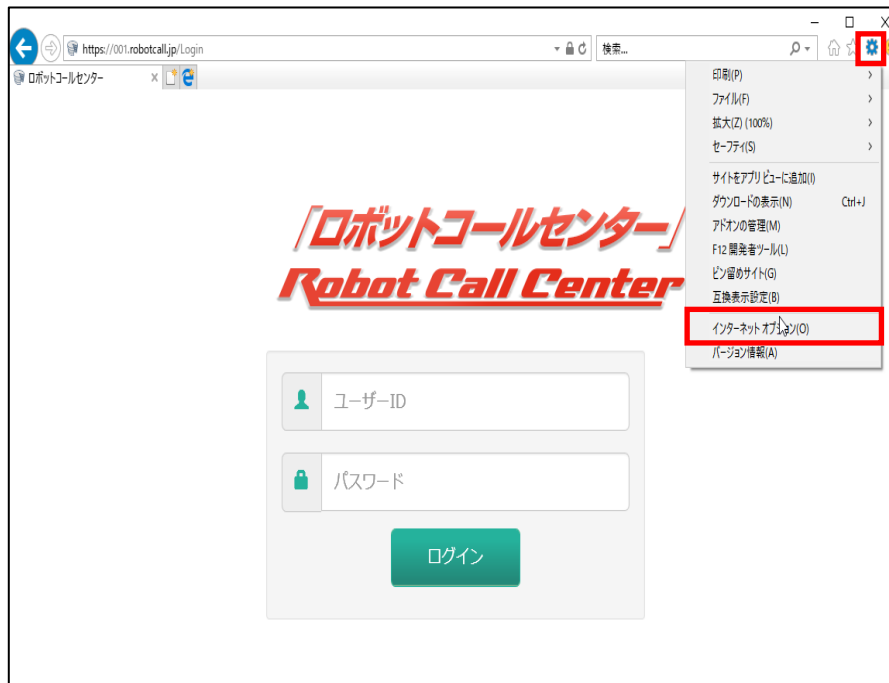 https://001.robotcall.jp/Login
検索...
ロボットコールセンター
印刷(P)
ファイル(F)
拡大(Z) (100%)
セーフティ(S)
サイトをアプリ ビューに追加(I)
ダウンロードの表示(N) Ctrl+J
アドオンの管理(M)
F12 開発者ツール(L)
ピン留めサイト(G)
互換表示設定(B)
インターネット オプション(O)
バージョン情報(A)
「ロボットコールセンター」
Robot Call Center
ユーザーID
パスワード
ログイン